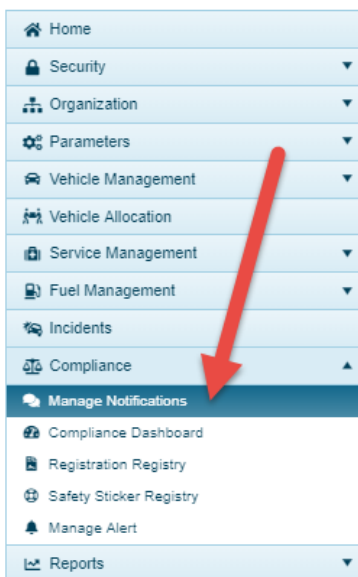 Home
Security
Organization
Parameters
Vehicle Management
Vehicle Allocation
Service Management
Fuel Management
Incidents
Compliance
Manage Notifications
Compliance Dashboard
Registration Registry
Safety Sticker Registry
Manage Alert
Reports